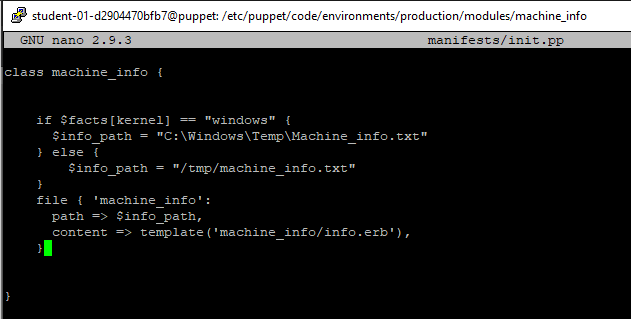 student-01-d2904470bfb7@puppet: /etc/puppet/code/environments/production/modules/machine_info
GNU nano 2.9.3 manifests/init.pp
class machine_info {
if $facts[kernel] == "windows" {
$info_path = "C:\Windows\Temp\Machine_info.txt"
} else {
$info_path = "/tmp/machine_info.txt"
}
file { 'machine_info':
path => $info_path,
content => template('machine_info/info.erb'),
}
}